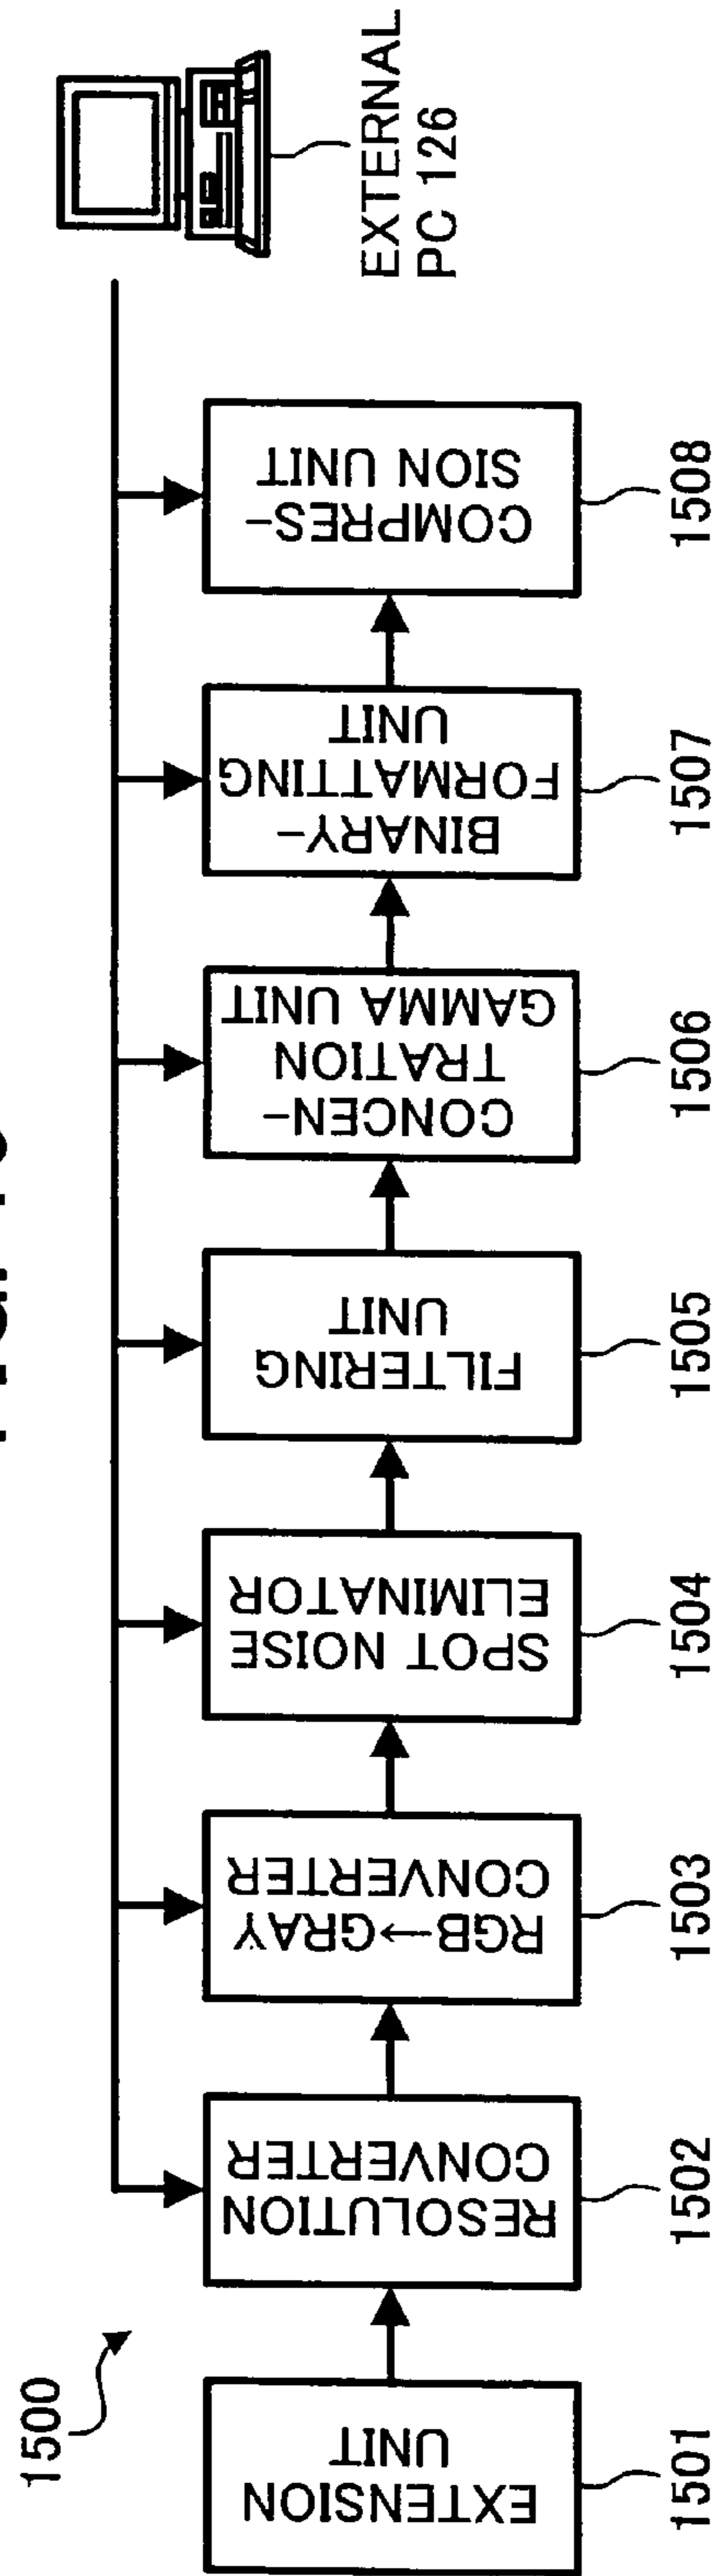 1500
EXTENSION
UNIT
1501
RESOLUTION
CONVERTER
1502
RGB→GRAY
CONVERTER
1503
SPOT NOISE
ELIMINATOR
1504
FILTERING
UNIT
1505
CONCEN-
TRATION
GAMMA UNIT
1506
BINARY-
FORMATTING
UNIT
1507
COMPRES-
SION UNIT
1508
EXTERNAL
PC 126